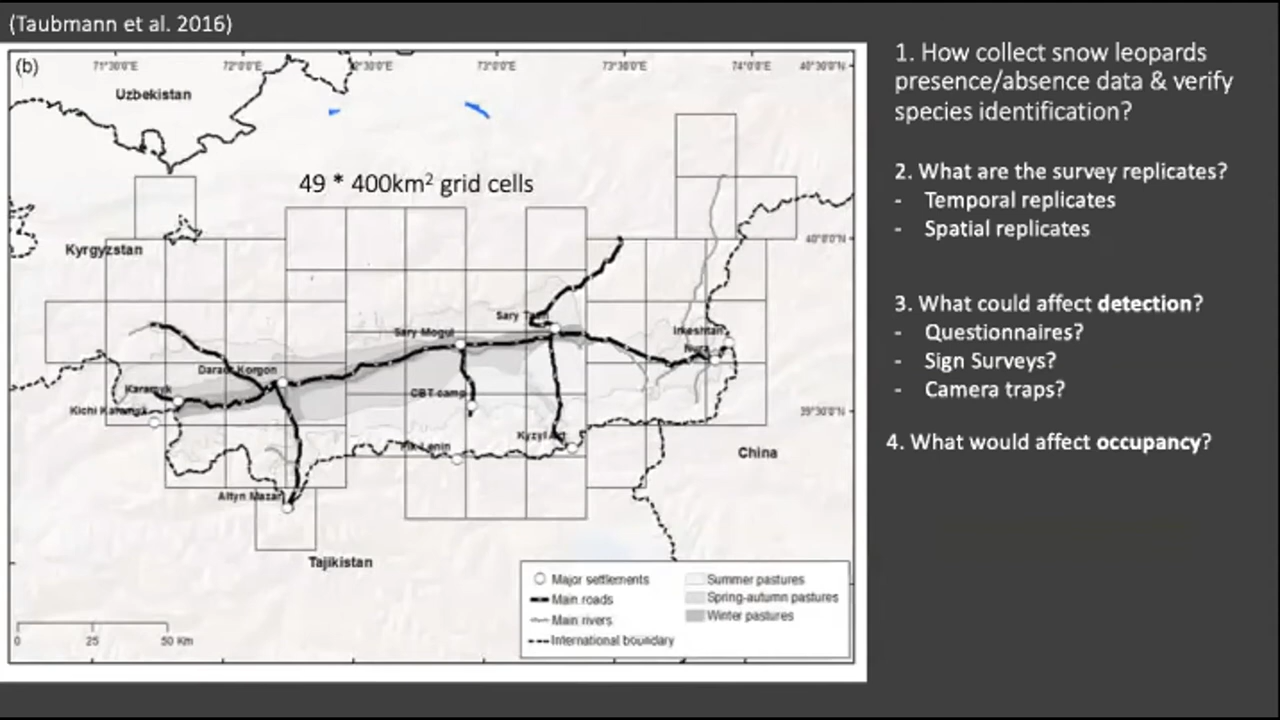 (Taubmann et al. 2016)
(b)
71°30'0"E
72°0'0"E
73°0'0"E
73°30'0"E
74°0'0"E
40°30'0"N
Uzbekistan
49 * 400km² grid cells
Kyrgyzstan
40°0'0"N
Sary
Sary Mogul
Daraut Korgon
Karamyk
CBT camp
Kichi
39°30'0"N
Lenin
Kyzyl
China
Altyn Mazar
Tajikistan
Major settlements
Main roads
Main rivers
International boundary
Summer pastures
Spring-autumn pastures
Winter pastures
0 25 50 Km
1. How collect snow leopards
presence/absence data & verify
species identification?
2. What are the survey replicates?
- Temporal replicates
- Spatial replicates
3. What could affect detection?
- Questionnaires?
- Sign Surveys?
- Camera traps?
4. What would affect occupancy?